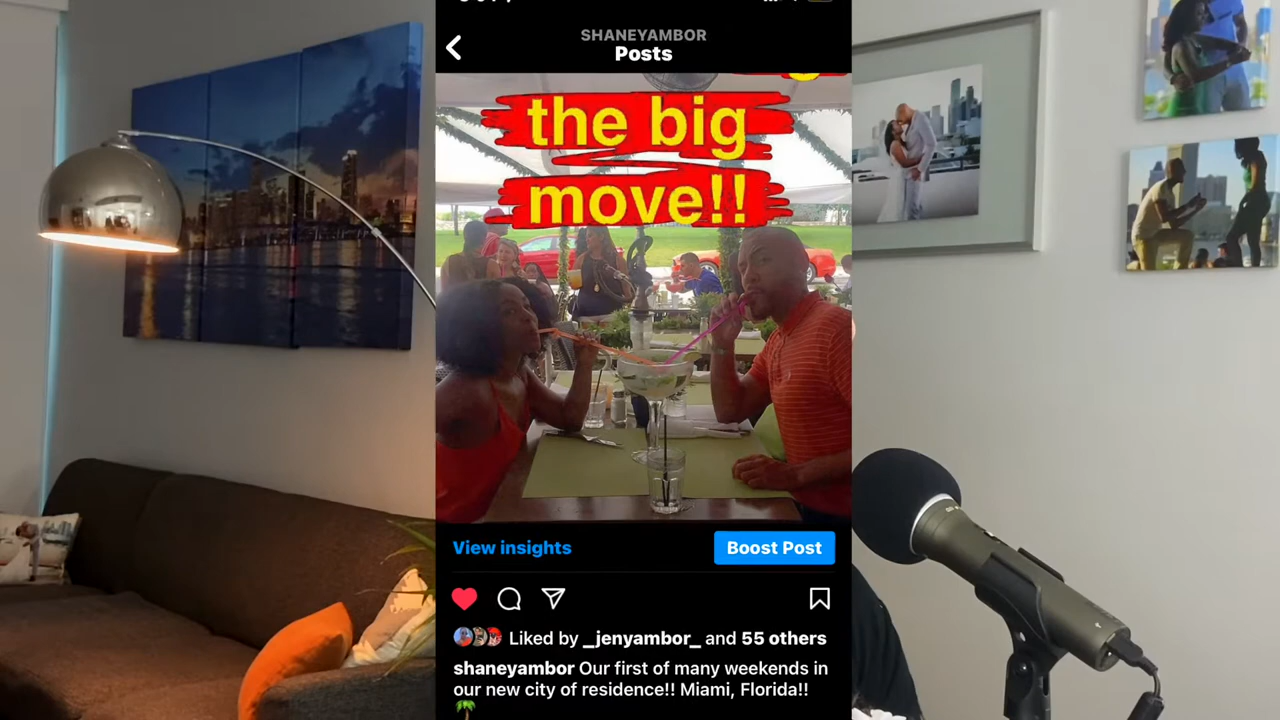 SHANEYAMBOR
Posts
the big
move!!
View insights
Boost Post
Liked by _jenyambor_ and 55 others
shaneyambor Our first of many weekends in
our new city of residence!! Miami, Florida!!
🌴